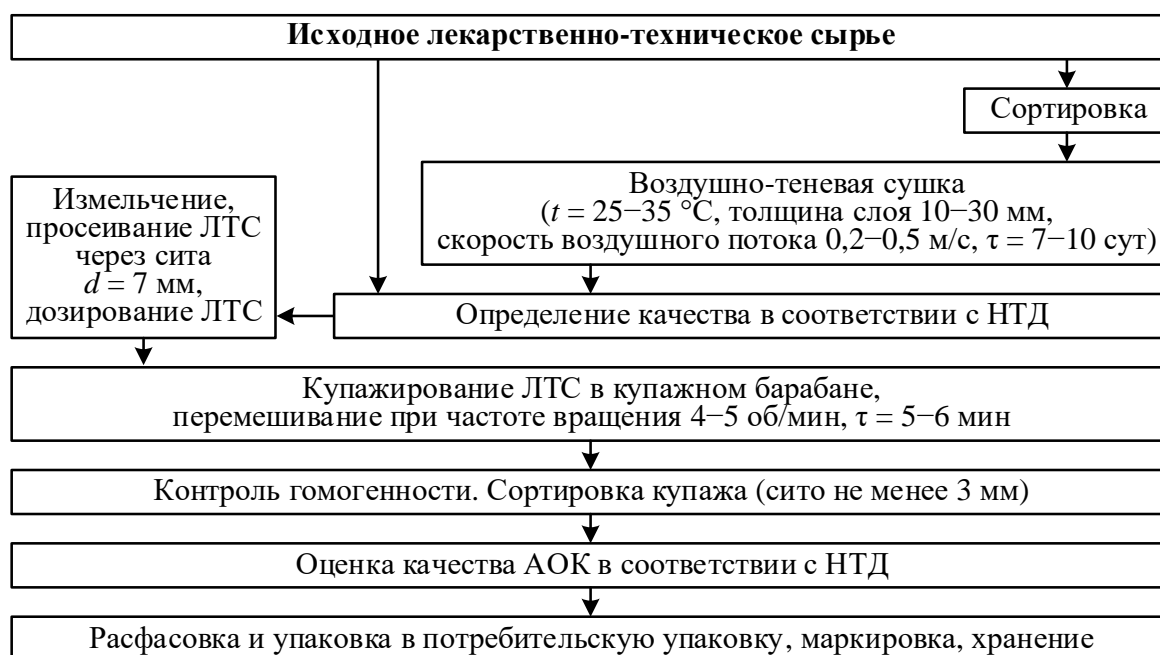 Исходное лекарственно-техническое сырье
Сортировка
Воздушно-теневая сушка
(t = 25−35 °C, толщина слоя 10−30 мм,
скорость воздушного потока 0,2−0,5 м/с, τ = 7−10 сут)
Определение качества в соответствии с НТД
Измельчение,
просеивание ЛТС
через сита
d = 7 мм,
дозирование ЛТС
Купажирование ЛТС в купажном барабане,
перемешивание при частоте вращения 4−5 об/мин, τ = 5−6 мин
Контроль гомогенности. Сортировка купажа (сито не менее 3 мм)
Оценка качества АОК в соответствии с НТД
Расфасовка и упаковка в потребительскую упаковку, маркировка, хранение